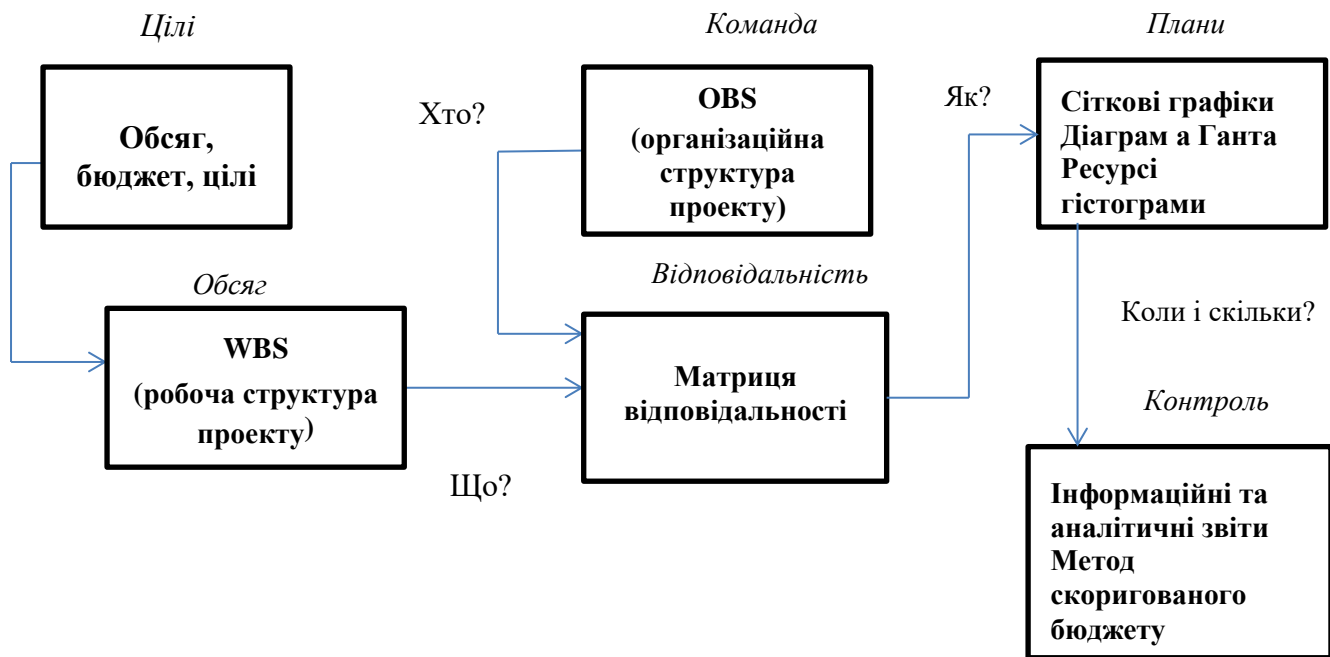 Цілі
Обсяг,
бюджет, цілі
Обсяг
WBS
(робоча структура
проекту)
Хто?
Що?
Команда
OBS
(організаційна
структура
проекту)
Відповідальність
Матриця
відповідальності
Як?
Плани
Сіткові графіки
Діаграм а Ганта
Ресурсі
гістограми
Коли і скільки?
Контроль
Інформаційні та
аналітичні звіти
Метод
скоригованого
бюджету